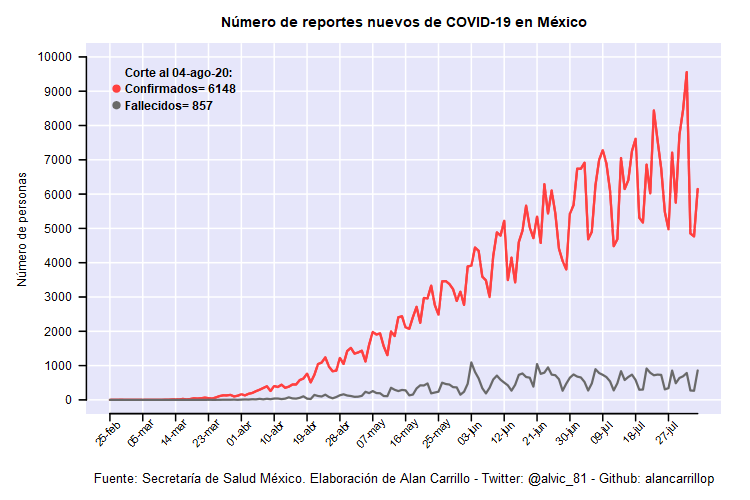 Número de reportes nuevos de COVID-19 en México
Corte al 04-ago-20:
Confirmados= 6148
Fallecidos= 857
Número de personas
10000
9000
8000
7000
6000
5000
4000
3000
2000
1000
0
25-feb
05-mar
14-mar
23-mar
01-abr
10-abr
19-abr
28-abr
07-may
16-may
25-may
03-jun
12-jun
21-jun
30-jun
09-jul
18-jul
27-jul
Fuente: Secretaría de Salud México. Elaboración de Alan Carrillo - Twitter: @alvic_81 - Github: alancarrillop